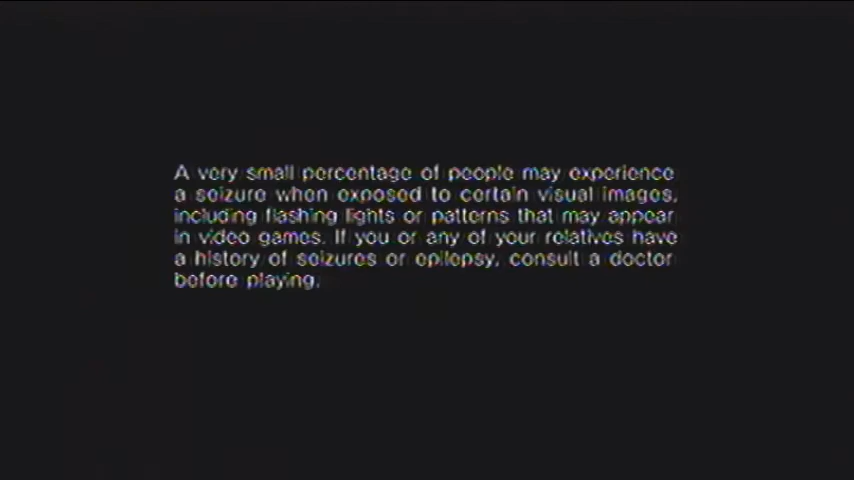 A very small percentage of people may experience
a seizure when exposed to certain visual images,
including flashing lights or patterns that may appear
in video games. If you or any of your relatives have
a history of seizures or epilepsy, consult a doctor
before playing.